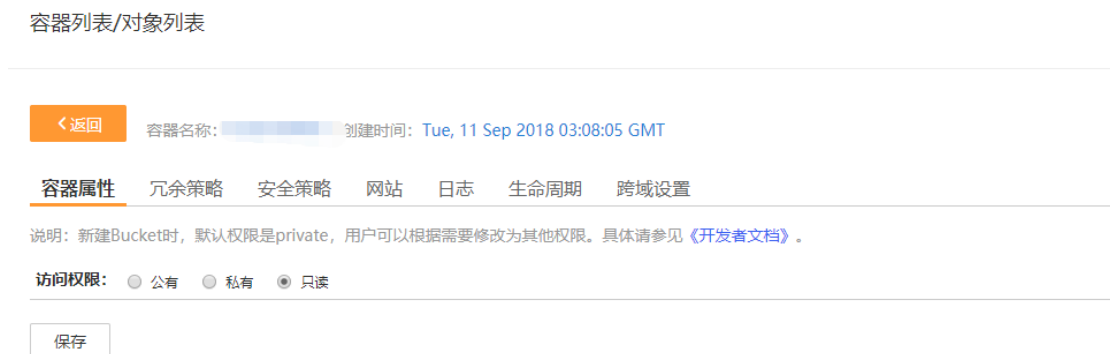 容器列表/对象列表
<返回 容器名称: 创建时间: Tue, 11 Sep 2018 03:08:05 GMT
容器属性 冗余策略 安全策略 网站 日志 生命周期 跨域设置
说明：新建Bucket时，默认权限是private，用户可以根据需要修改为其他权限。具体请参见《开发者文档》。
访问权限： 公有 私有 只读
保存